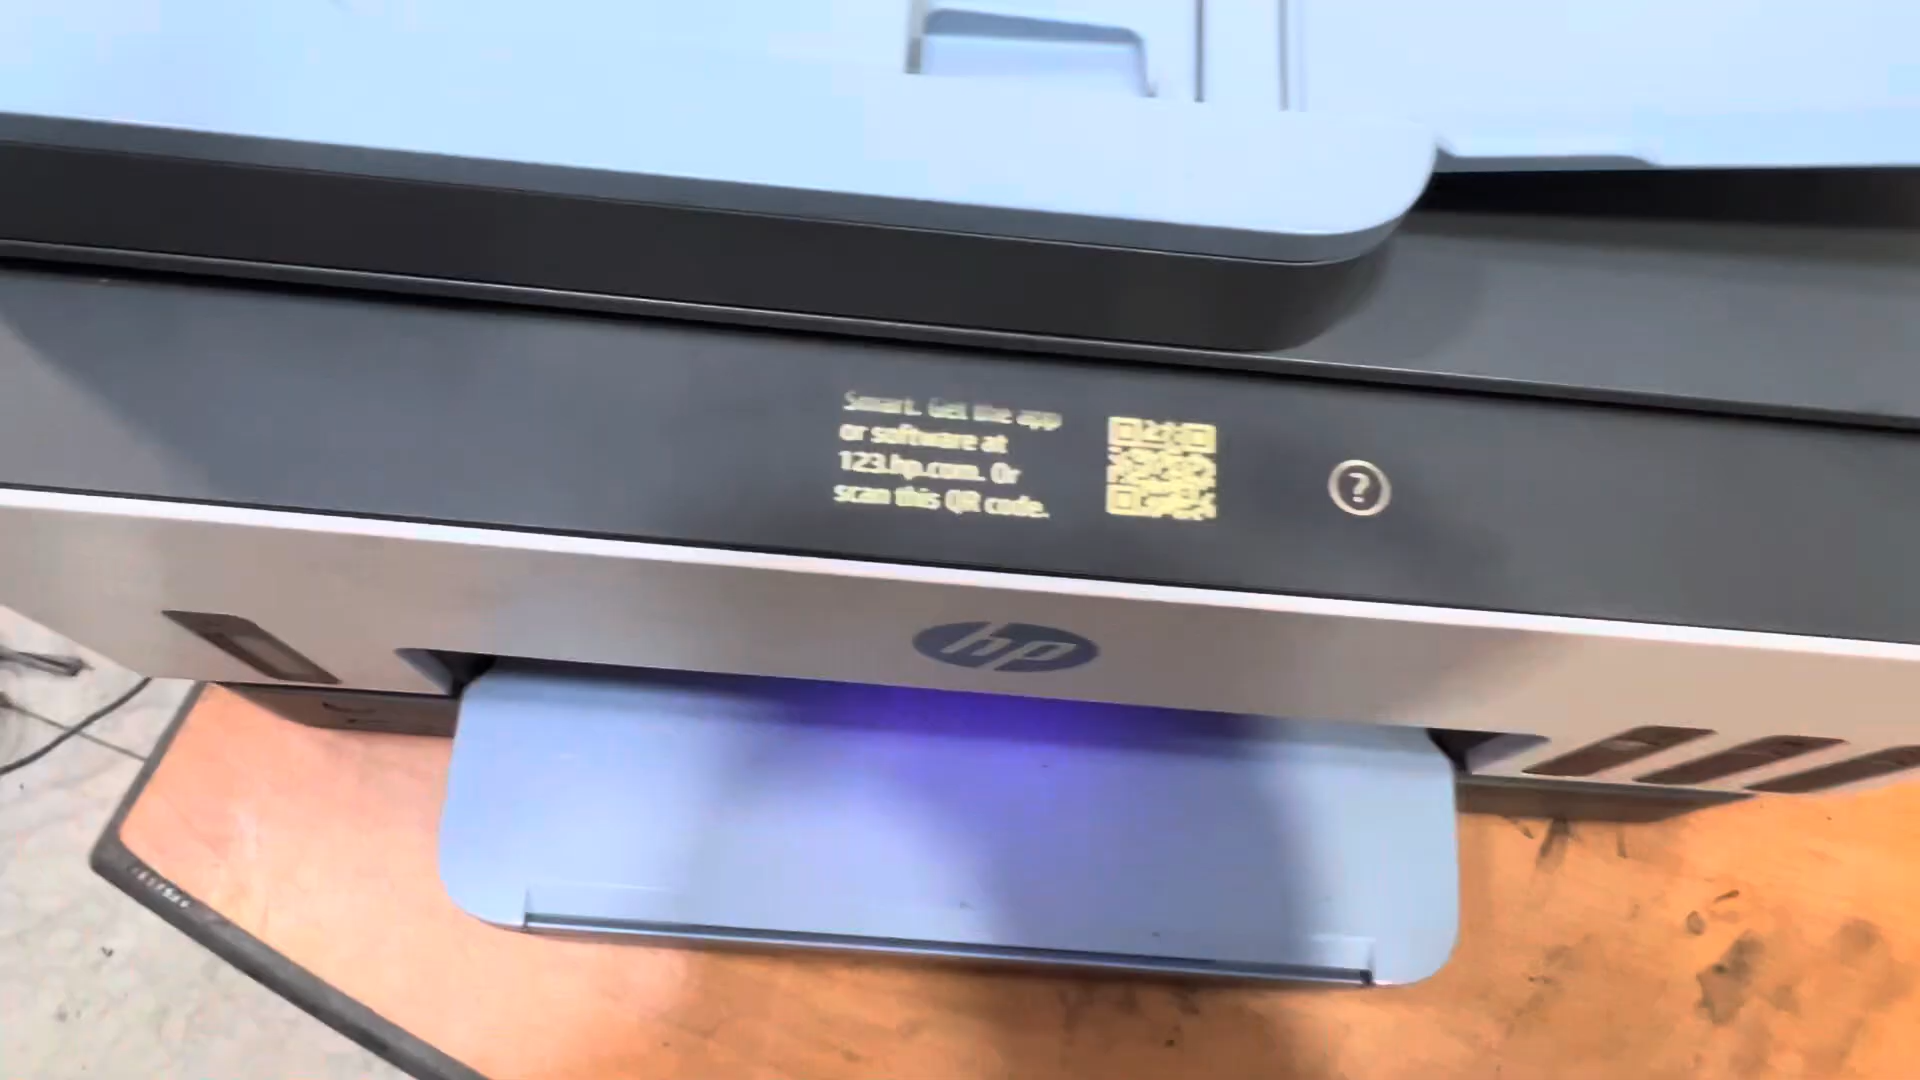 Smart. Get the app
or software at
123.hp.com. Or
scan this QR code.
?
hp